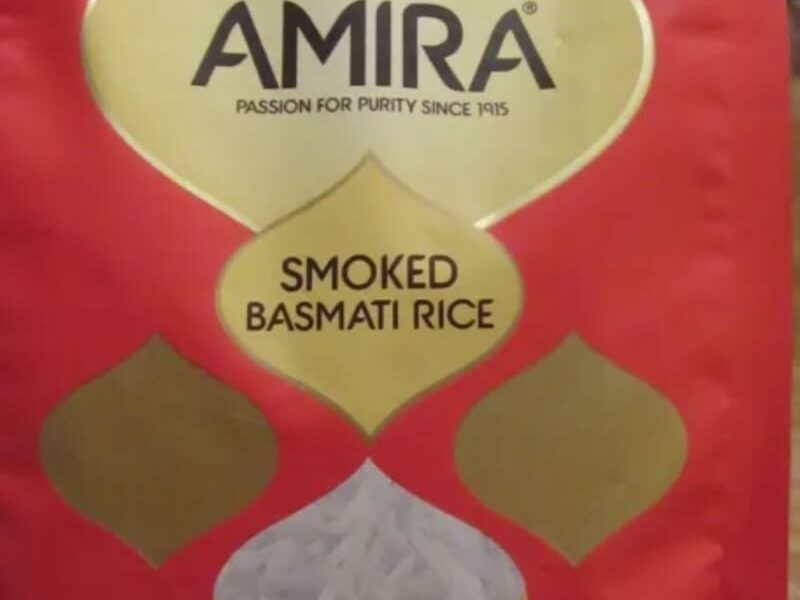 AMIRA®
PASSION FOR PURITY SINCE 1915
SMOKED
BASMATI RICE